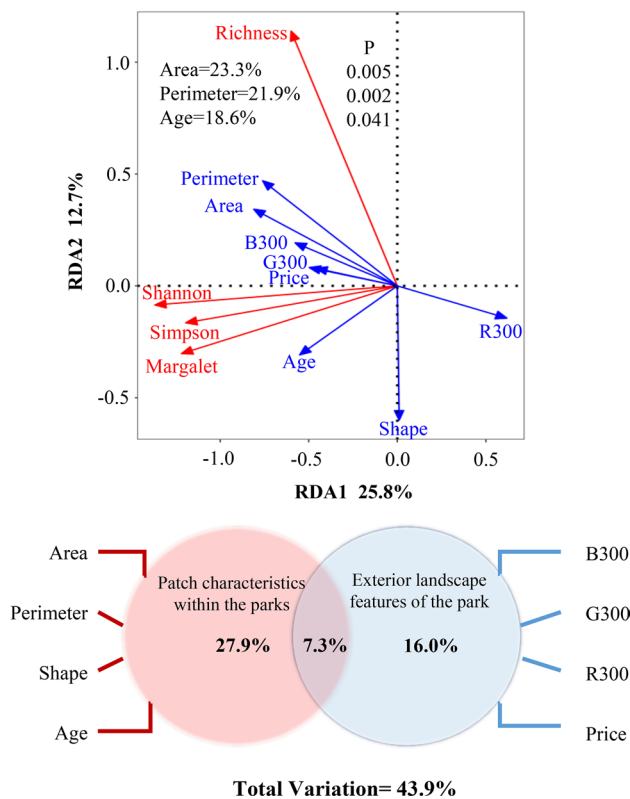 Richness
P
Area=23.3%
0.005
Perimeter=21.9%
0.002
Age=18.6%
0.041
1.0
0.5
0.0
-0.5
RDA2 12.7%
Perimeter
Area
B300
G300
Price
Shannon
Simpson
Margalet
Age
R300
Shape
-1.0
-0.5
0.0
0.5
RDA1 25.8%
Area
Perimeter
Shape
Age
Patch characteristics
within the parks
27.9%
7.3%
Exterior landscape
features of the park
16.0%
B300
G300
R300
Price
Total Variation= 43.9%